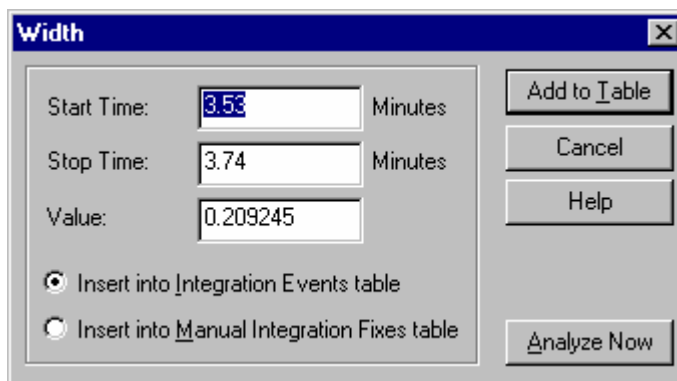 Width
Start Time: 3.53 Minutes
Add to Table
Stop Time: 3.74 Minutes
Cancel
Value: 0.209245
Help
Insert into Integration Events table
Insert into Manual Integration Fixes table
Analyze Now